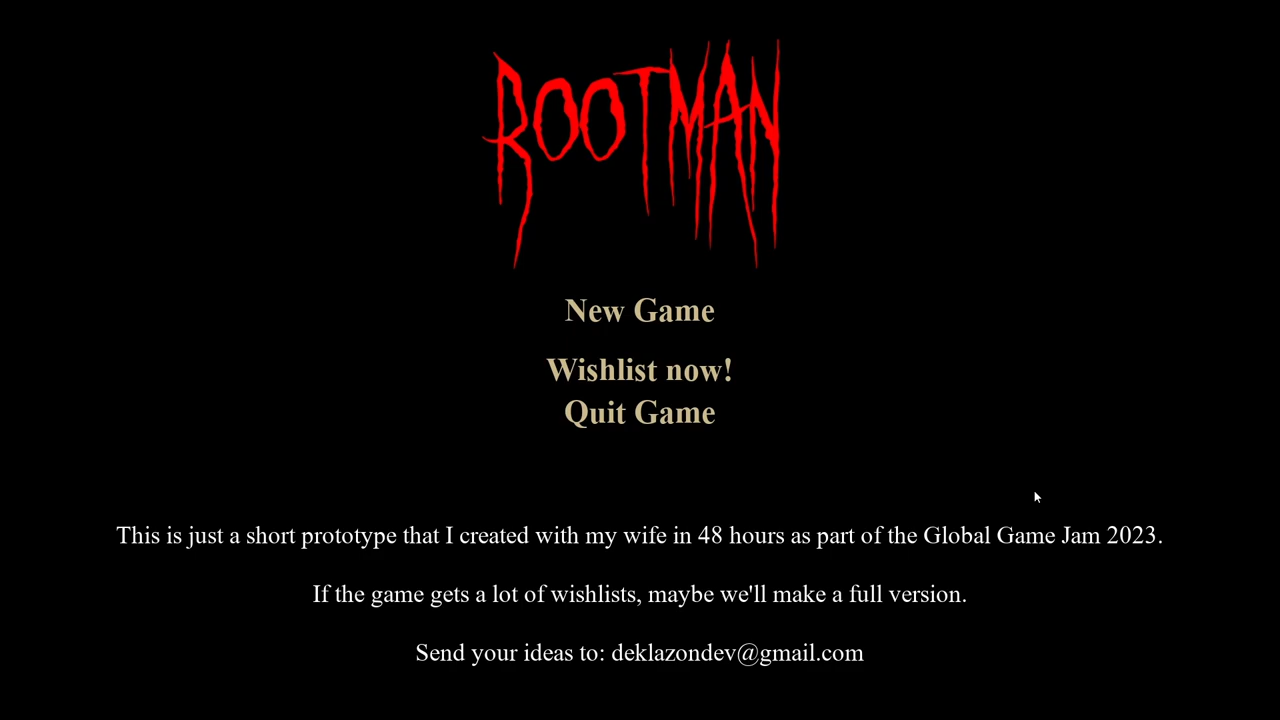 ROOTMAN
New Game
Wishlist now!
Quit Game
This is just a short prototype that I created with my wife in 48 hours as part of the Global Game Jam 2023.
If the game gets a lot of wishlists, maybe we'll make a full version.
Send your ideas to: deklazondev@gmail.com